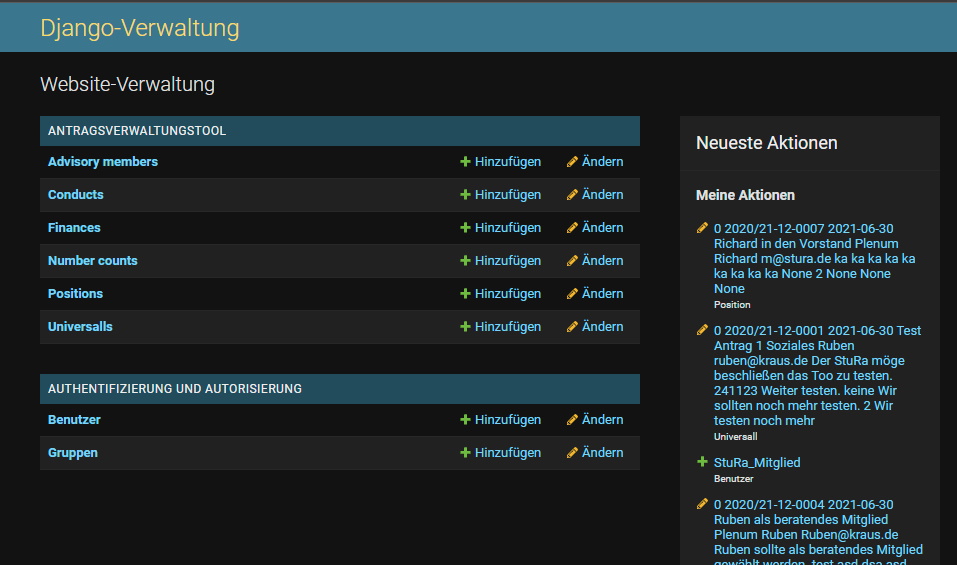 Django-Verwaltung
Website-Verwaltung
ANTRAGSVERWALTUNGSTOOL
Advisory members Hinzufügen Ändern
Conducts Hinzufügen Ändern
Finances Hinzufügen Ändern
Number counts Hinzufügen Ändern
Positions Hinzufügen Ändern
Universalls Hinzufügen Ändern
AUTHENTIFIZIERUNG UND AUTORISIERUNG
Benutzer Hinzufügen Ändern
Gruppen Hinzufügen Ändern
Neueste Aktionen
Meine Aktionen
0 2020/21-12-0007 2021-06-30
Richard in den Vorstand Plenum
Richard m@stura.de ka ka ka ka ka
ka ka ka ka None 2 None None
None
Position
0 2020/21-12-0001 2021-06-30 Test
Antrag 1 Soziales Ruben
ruben@kraus.de Der StuRa möge
beschließen das Too zu testen.
241123 Weiter testen. keine Wir
sollten noch mehr testen. 2 Wir
testen noch mehr
Universall
StuRa_Mitglied
Benutzer
0 2020/21-12-0004 2021-06-30
Ruben als beratendes Mitglied
Plenum Ruben Ruben@kraus.de
Ruben sollte als beratendes Mitglied
gewählt werden. test asd dsa asd